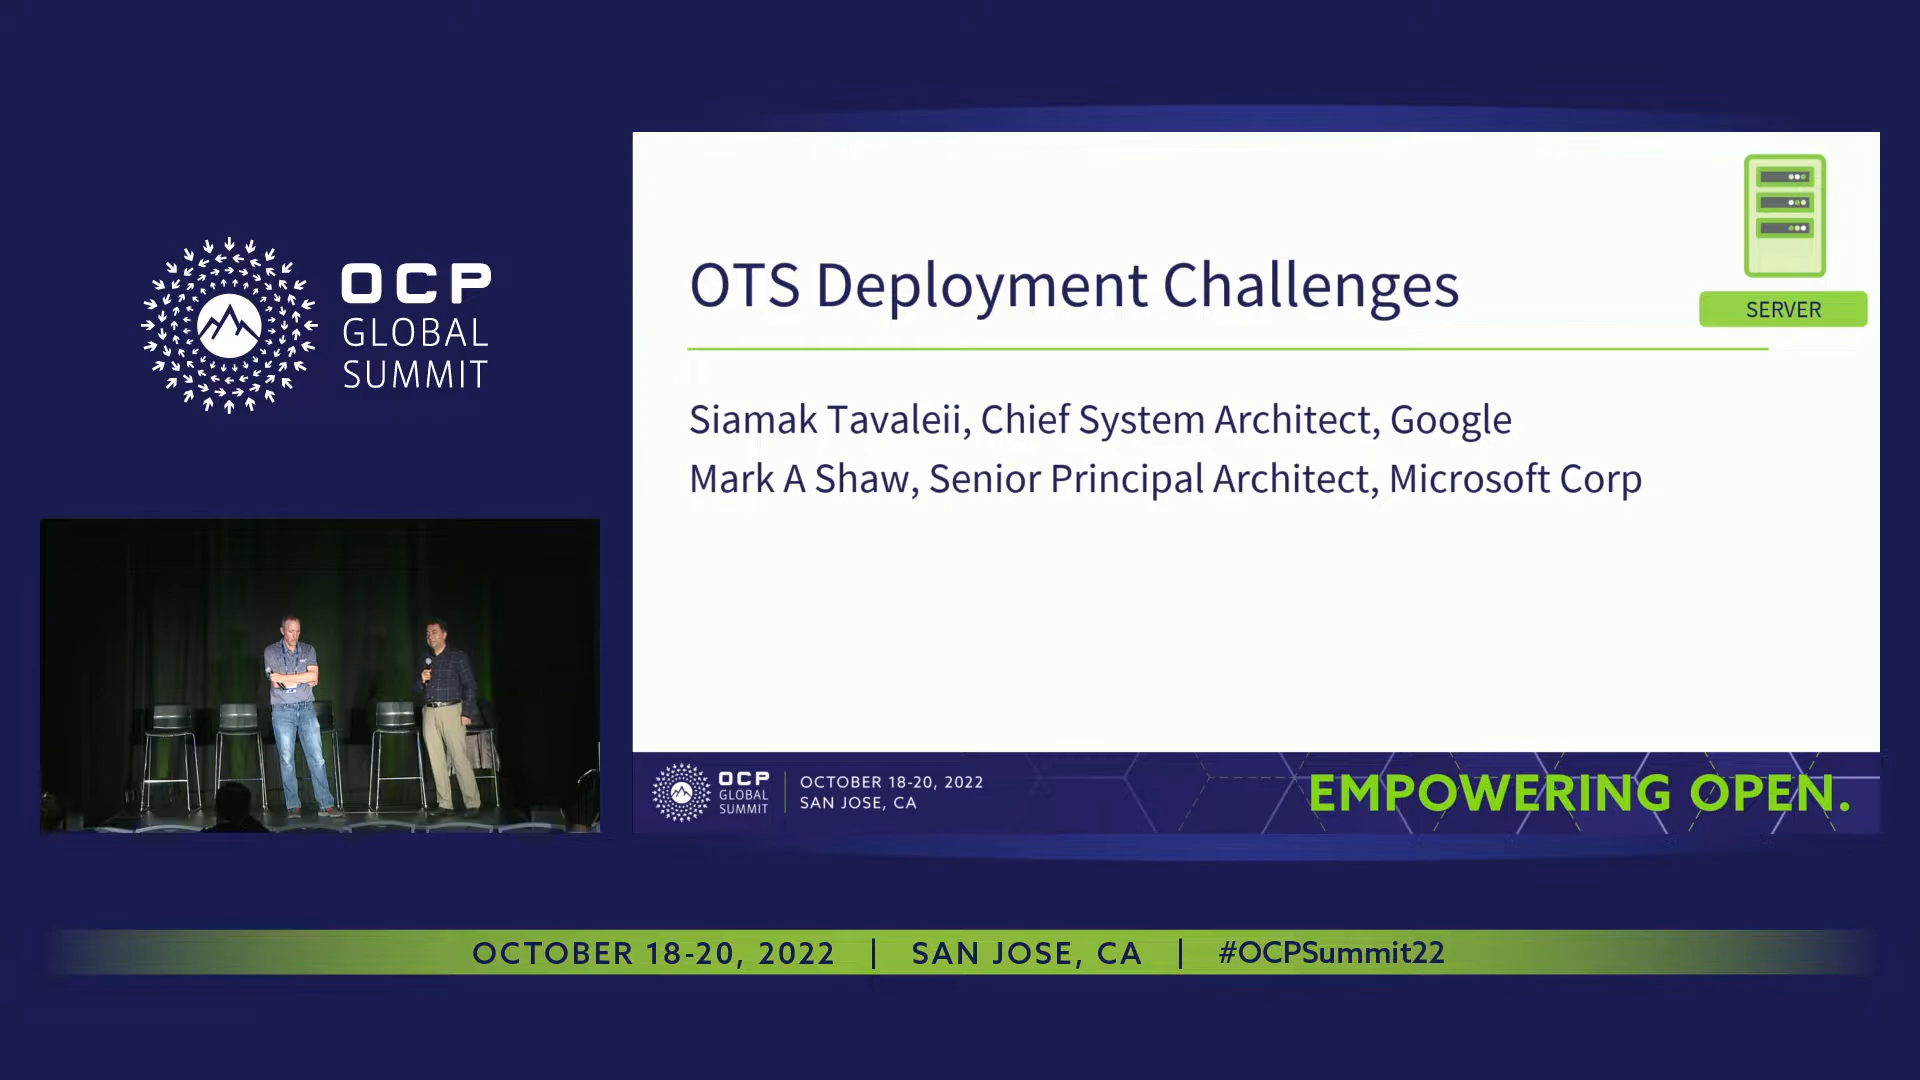 OCP
GLOBAL
SUMMIT
OTS Deployment Challenges
SERVER
Siamak Tavaleii, Chief System Architect, Google
Mark A Shaw, Senior Principal Architect, Microsoft Corp
OCP
GLOBAL
SUMMIT
OCTOBER 18-20, 2022
SAN JOSE, CA
EMPOWERING OPEN.
OCTOBER 18-20, 2022 | SAN JOSE, CA | #OCPSummit22